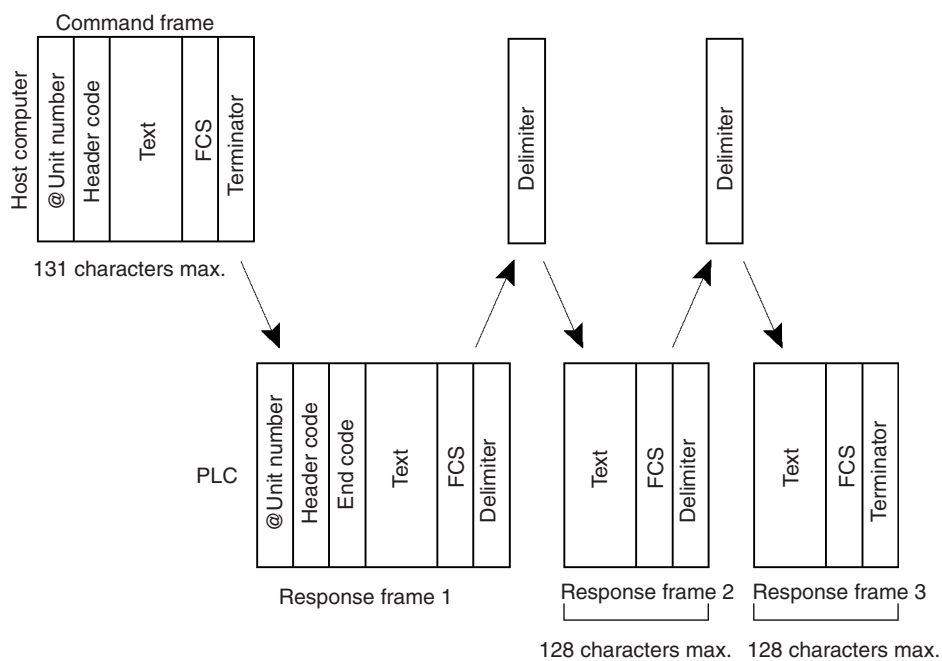 Command frame
Host computer
@Unit number
Header code
Text
FCS
Terminator
131 characters max.
Delimiter
Delimiter
PLC
@Unit number
Header code
End code
Text
FCS
Delimiter
Response frame 1
Text
FCS
Delimiter
Response frame 2
128 characters max.
Text
FCS
Terminator
Response frame 3
128 characters max.